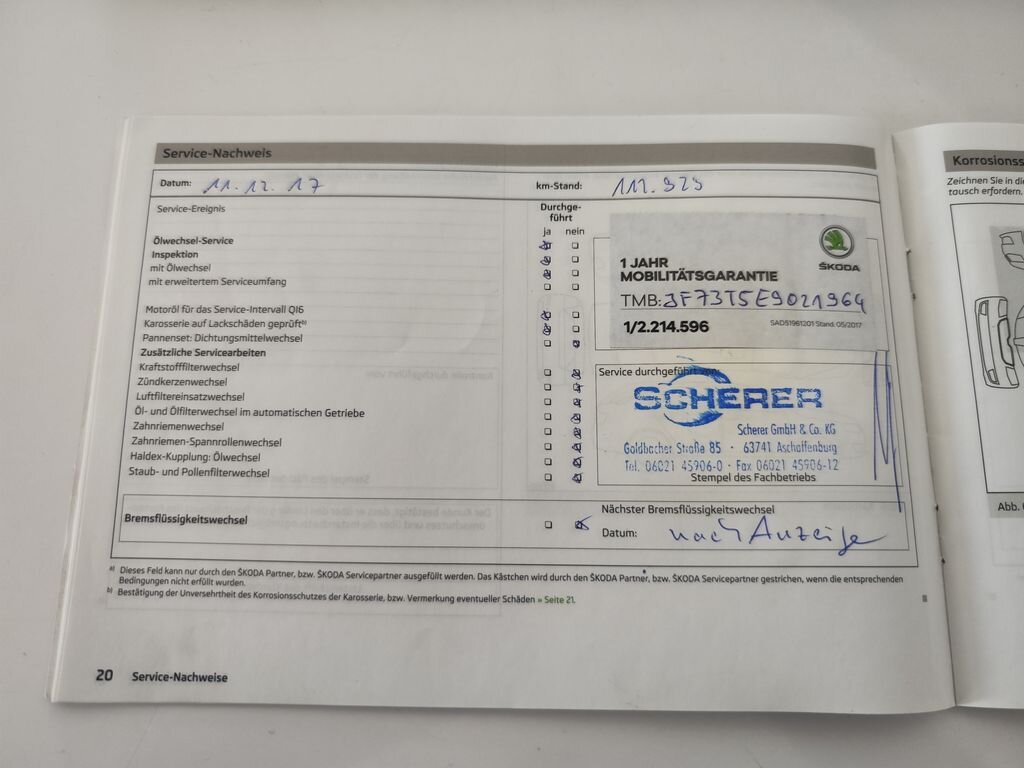 Service-Nachweis
Datum: 11.12.17 km-Stand: 111.929
Service-Ereignis Durchge-
führt
ja nein
Ölwechsel-Service
Inspektion
mit Ölwechsel
mit erweitertem Serviceumfang
Motoröl für das Service-Intervall QI6
Karosserie auf Lackschäden geprüft b)
Pannenset: Dichtungsmittelwechsel
Zusätzliche Servicearbeiten
Kraftstofffilterwechsel
Zündkerzenwechsel
Luftfiltereinsatzwechsel
Öl- und Ölfilterwechsel im automatischen Getriebe
Zahnriemenwechsel
Zahnriemen-Spannrollenwechsel
Haldex-Kupplung: Ölwechsel
Staub- und Pollenfilterwechsel
ŠKODA
1 JAHR
MOBILITÄTSGARANTIE
TMB: JF73T5E9021964
1/2.214.596 SAD51961201 Stand: 05/2017
Service durchgeführt von:
SCHERER
Scherer GmbH & Co. KG
Goldbacher Straße 85 · 63741 Aschaffenburg
Tel. 06021 45906-0 · Fax 06021 45906-12
Stempel des Fachbetriebs
Bremsflüssigkeitswechsel
Nächster Bremsflüssigkeitswechsel
Datum: nach Anzeige
a) Dieses Feld kann nur durch den ŠKODA Partner, bzw. ŠKODA Servicepartner ausgefüllt werden. Das Kästchen wird durch den ŠKODA Partner, bzw. ŠKODA Servicepartner gestrichen, wenn die entsprechenden
Bedingungen nicht erfüllt wurden.
b) Bestätigung der Unversehrtheit des Korrosionsschutzes der Karosserie, bzw. Vermerkung eventueller Schäden » Seite 21.
20 Service-Nachweise
Korrosionss
Zeichnen Sie in die
tausch erfordern.
Abb.